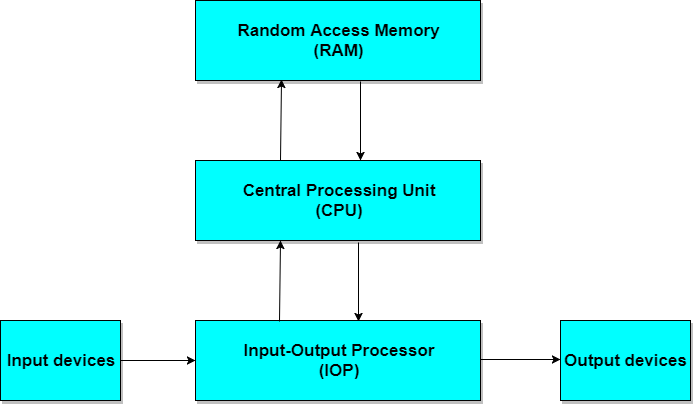 Random Access Memory
(RAM)
Central Processing Unit
(CPU)
Input devices
Input-Output Processor
(IOP)
Output devices